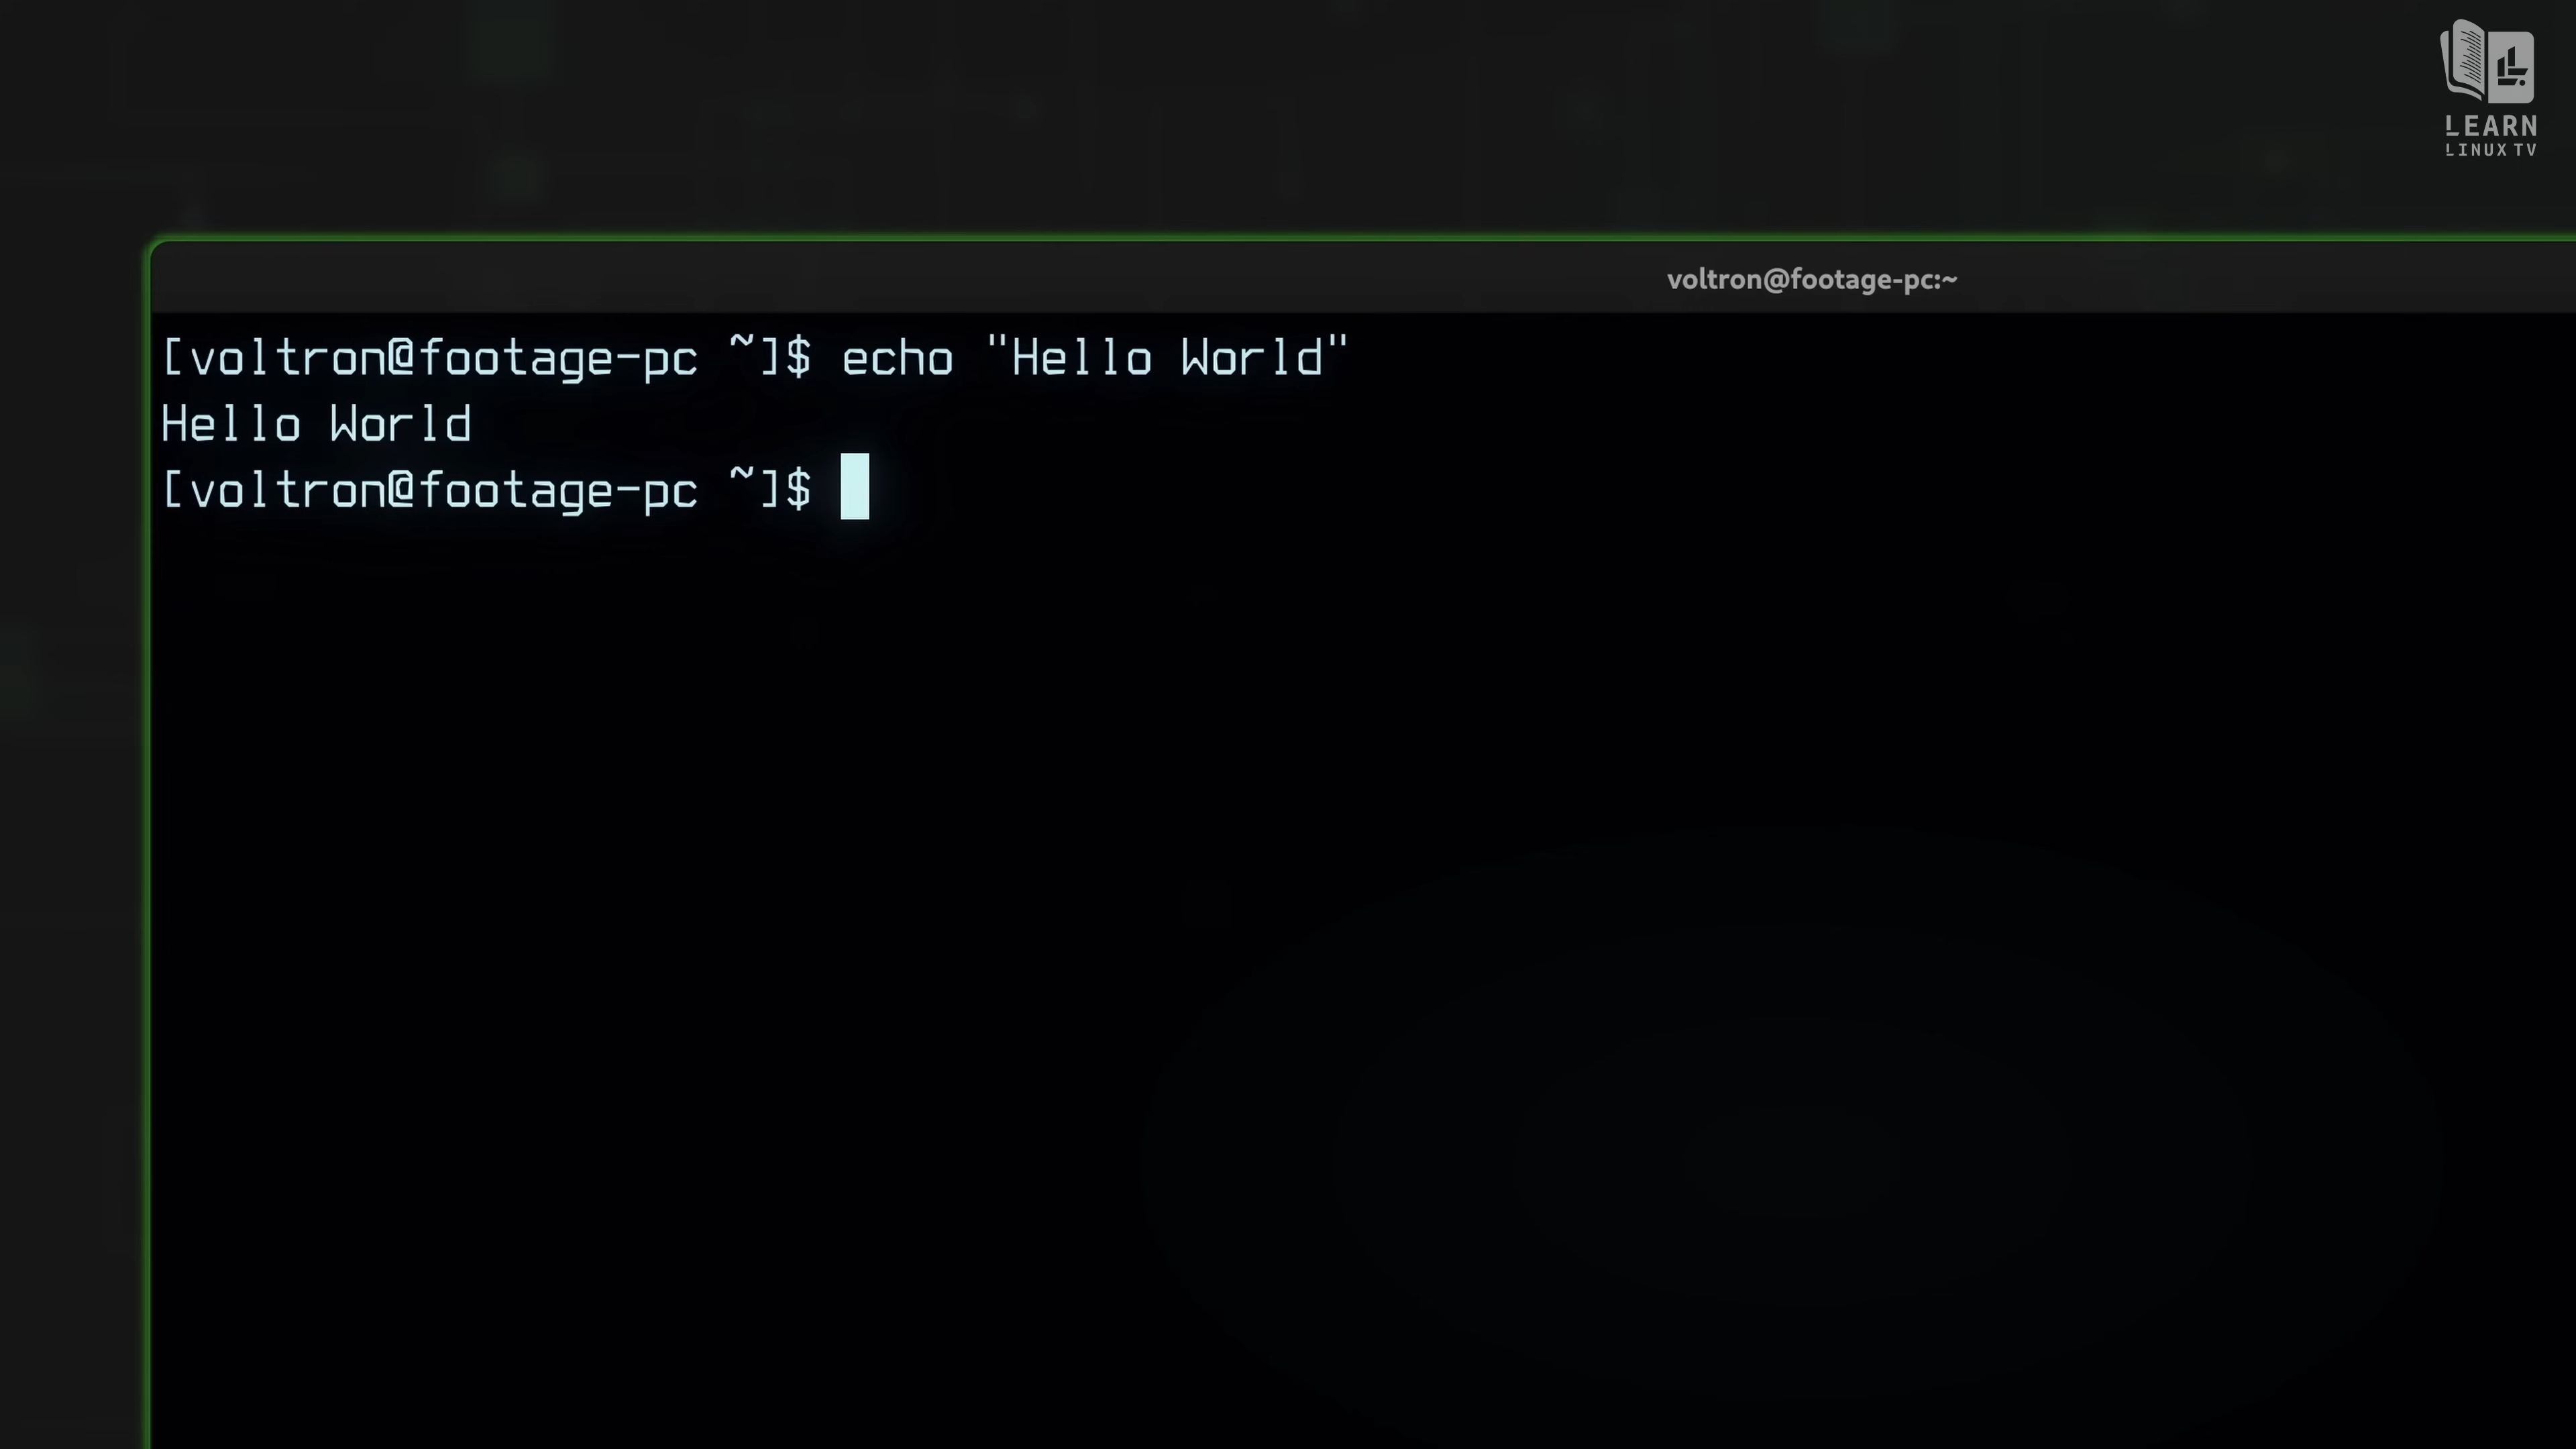 LEARN
LINUX TV
voltron@footage-pc:~
[voltron@footage-pc ~]$ echo "Hello World"
Hello World
[voltron@footage-pc ~]$